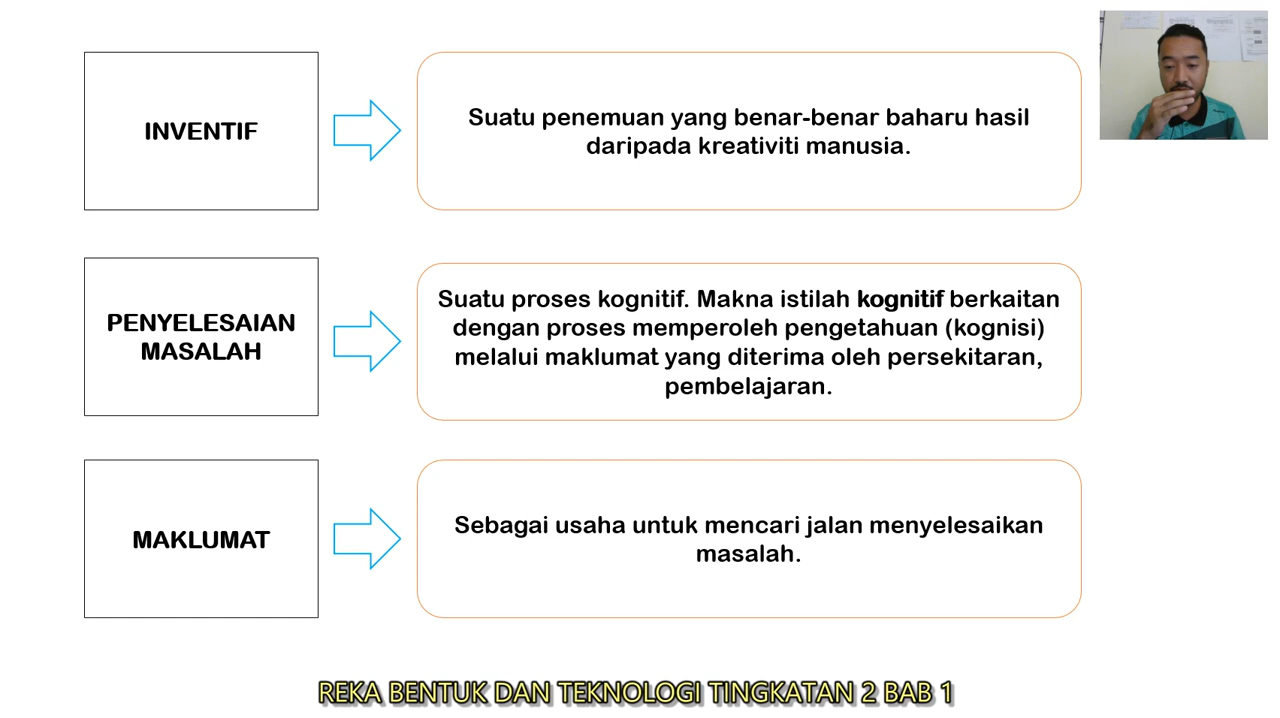 INVENTIF
Suatu penemuan yang benar-benar baharu hasil
daripada kreativiti manusia.
PENYELESAIAN
MASALAH
Suatu proses kognitif. Makna istilah kognitif berkaitan
dengan proses memperoleh pengetahuan (kognisi)
melalui maklumat yang diterima oleh persekitaran,
pembelajaran.
MAKLUMAT
Sebagai usaha untuk mencari jalan menyelesaikan
masalah.
REKA BENTUK DAN TEKNOLOGI TINGKATAN 2 BAB 1